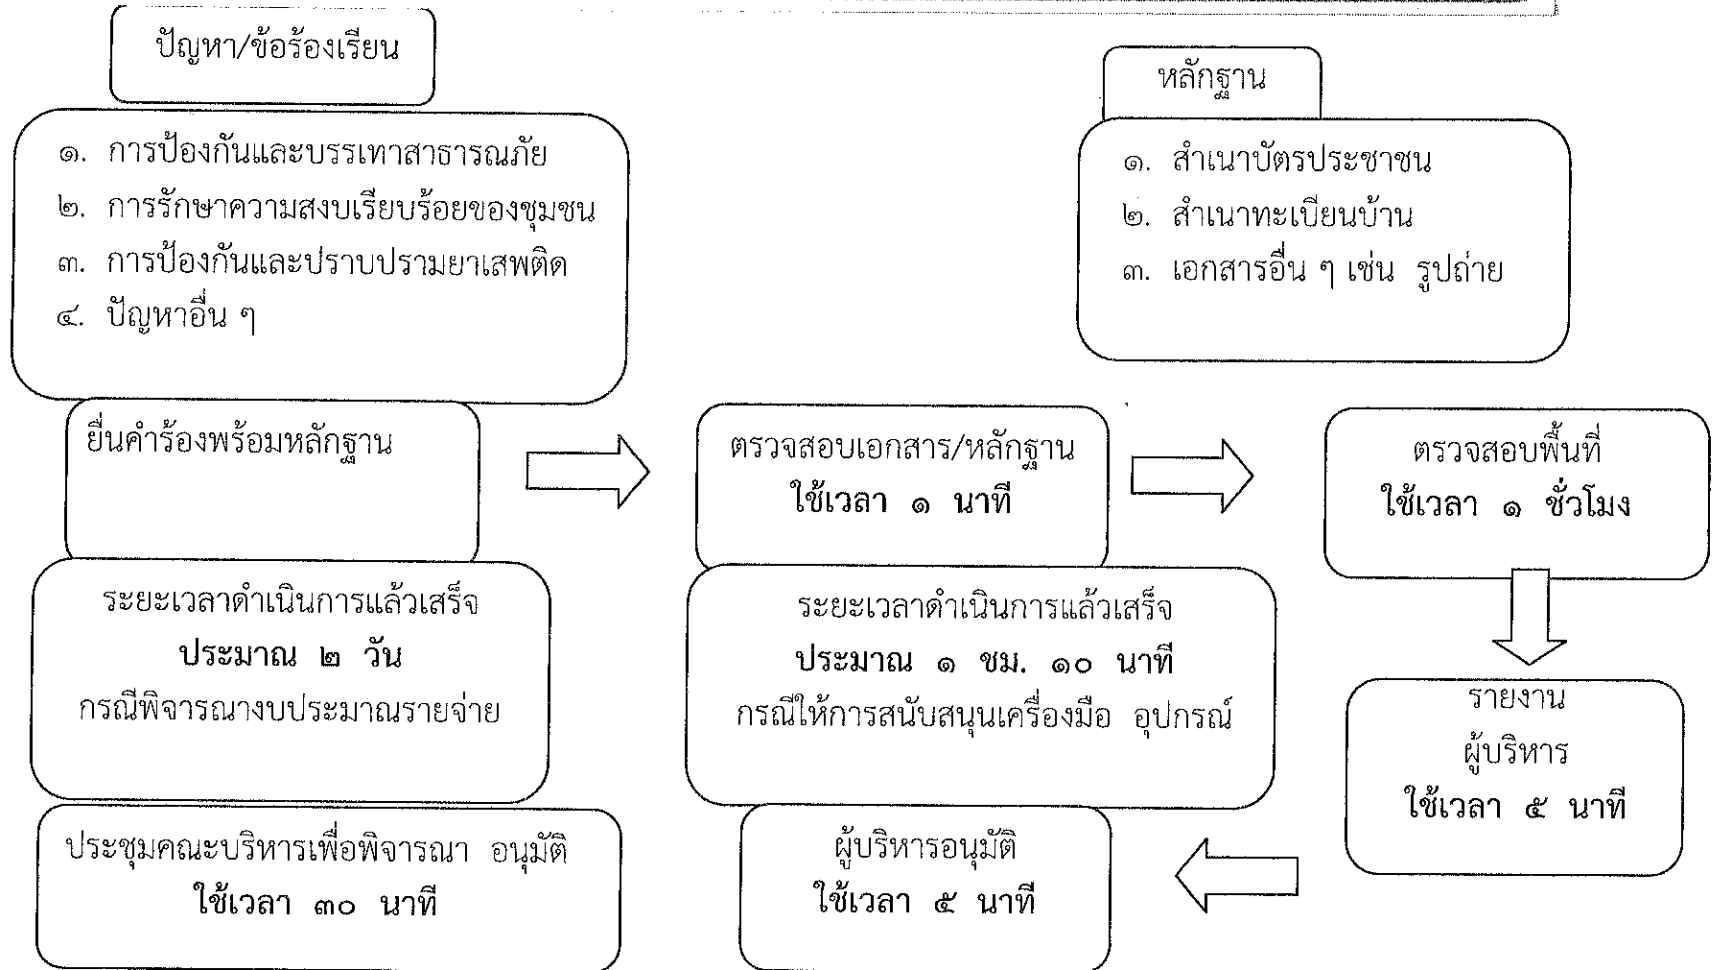 ปัญหา/ข้อร้องเรียน
๑. การป้องกันและบรรเทาสาธารณภัย
๒. การรักษาความสงบเรียบร้อยของชุมชน
๓. การป้องกันและปราบปรามยาเสพติด
๔. ปัญหาอื่น ๆ
หลักฐาน
๑. สำเนาบัตรประชาชน
๒. สำเนาทะเบียนบ้าน
๓. เอกสารอื่น ๆ เช่น รูปถ่าย
ยื่นคำร้องพร้อมหลักฐาน
ตรวจสอบเอกสาร/หลักฐาน
ใช้เวลา ๑ นาที
ตรวจสอบพื้นที่
ใช้เวลา ๑ ชั่วโมง
ระยะเวลาดำเนินการแล้วเสร็จ
ประมาณ ๒ วัน
กรณีพิจารณางบประมาณรายจ่าย
ระยะเวลาดำเนินการแล้วเสร็จ
ประมาณ ๑ ชม. ๑๐ นาที
กรณีให้การสนับสนุนเครื่องมือ อุปกรณ์
รายงาน
ผู้บริหาร
ใช้เวลา ๕ นาที
ประชุมคณะบริหารเพื่อพิจารณา อนุมัติ
ใช้เวลา ๓๐ นาที
ผู้บริหารอนุมัติ
ใช้เวลา ๕ นาที